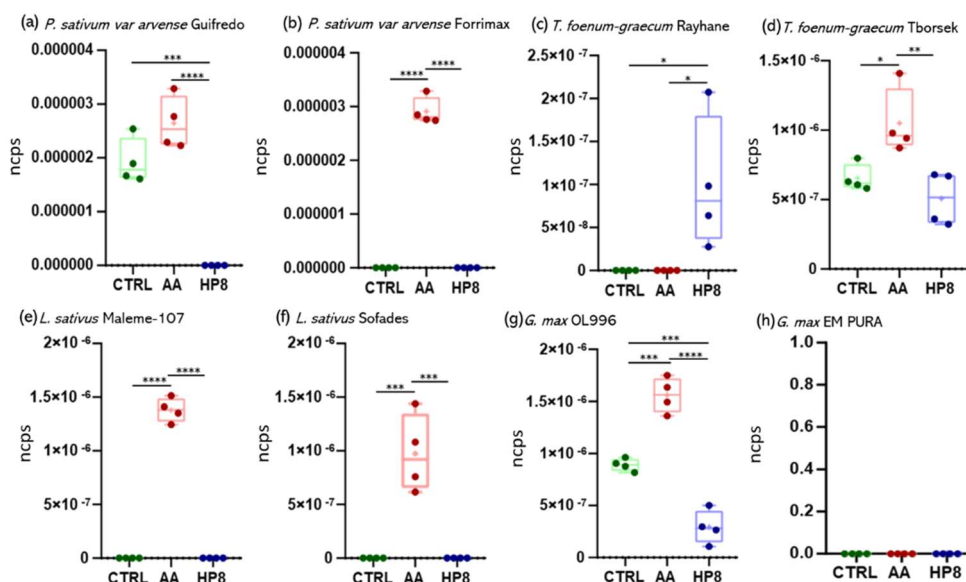 (a) P. sativum var arvense Guifredo
0.000004
0.000003
0.000002
0.000001
0.000000
ncps
***
****
CTRL AA HP8
(b) P. sativum var arvense Forrimax
0.000004
0.000003
0.000002
0.000001
0.000000
ncps
**** ****
CTRL AA HP8
(c) T. foenum-graecum Rayhane
2.5×10 -7
2×10 -7
1.5×10 -7
1×10 -7
5×10 -8
0
ncps
*
*
CTRL AA HP8
(d) T. foenum-graecum Tborsek
1.5×10 -6
1×10 -6
5×10 -7
0
ncps
* **
CTRL AA HP8
(e) L. sativus Maleme-107
2×10 -6
1.5×10 -6
1×10 -6
5×10 -7
0
ncps
**** ****
CTRL AA HP8
(f) L. sativus Sofades
2×10 -6
1.5×10 -6
1×10 -6
5×10 -7
0
ncps
*** ***
CTRL AA HP8
(g) G. max OL996
2×10 -6
1.5×10 -6
1×10 -6
5×10 -7
0
ncps
***
*** ****
CTRL AA HP8
(h) G. max EM PURA
1.0
0.8
0.6
0.4
0.2
0.0
ncps
CTRL AA HP8